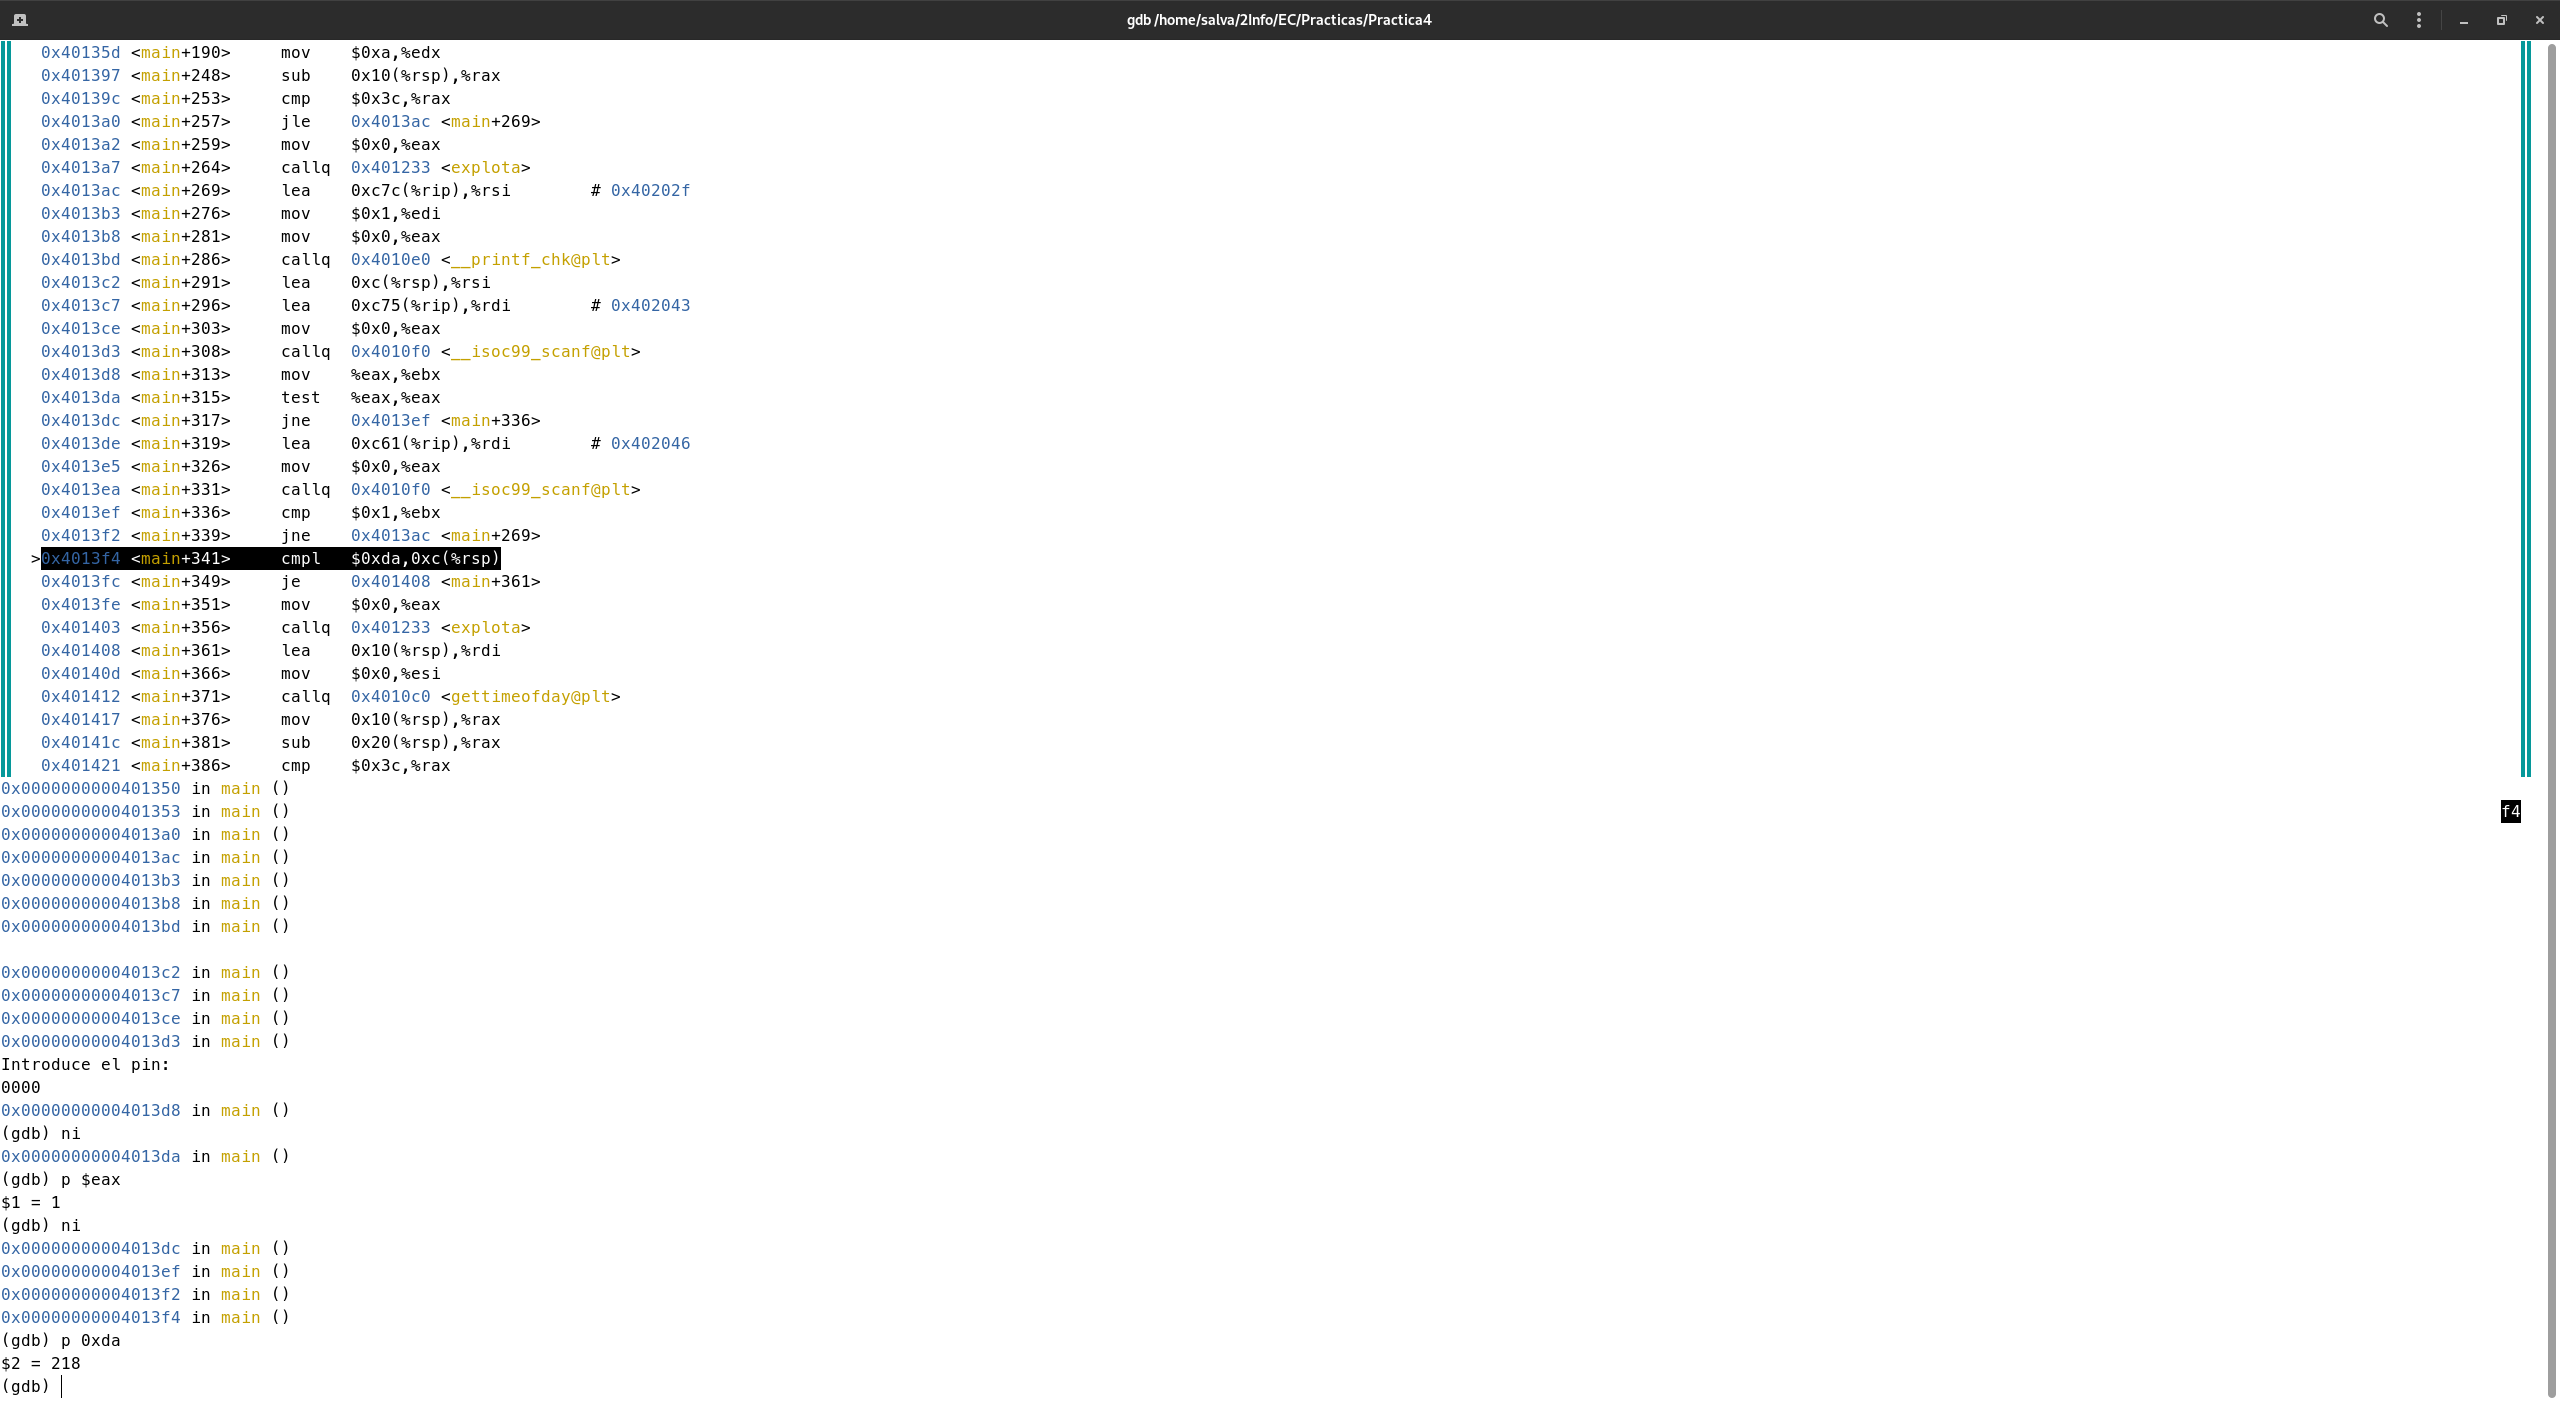 gdb /home/salva/2Info/EC/Practicas/Practica4
0x40135d <main+190>     mov    $0xa,%edx
0x401397 <main+248>     sub    0x10(%rsp),%rax
0x40139c <main+253>     cmp    $0x3c,%rax
0x4013a0 <main+257>     jle    0x4013ac <main+269>
0x4013a2 <main+259>     mov    $0x0,%eax
0x4013a7 <main+264>     callq  0x401233 <explota>
0x4013ac <main+269>     lea    0xc7c(%rip),%rsi        # 0x40202f
0x4013b3 <main+276>     mov    $0x1,%edi
0x4013b8 <main+281>     mov    $0x0,%eax
0x4013bd <main+286>     callq  0x4010e0 <__printf_chk@plt>
0x4013c2 <main+291>     lea    0xc(%rsp),%rsi
0x4013c7 <main+296>     lea    0xc75(%rip),%rdi        # 0x402043
0x4013ce <main+303>     mov    $0x0,%eax
0x4013d3 <main+308>     callq  0x4010f0 <__isoc99_scanf@plt>
0x4013d8 <main+313>     mov    %eax,%ebx
0x4013da <main+315>     test   %eax,%eax
0x4013dc <main+317>     jne    0x4013ef <main+336>
0x4013de <main+319>     lea    0xc61(%rip),%rdi        # 0x402046
0x4013e5 <main+326>     mov    $0x0,%eax
0x4013ea <main+331>     callq  0x4010f0 <__isoc99_scanf@plt>
0x4013ef <main+336>     cmp    $0x1,%ebx
0x4013f2 <main+339>     jne    0x4013ac <main+269>
>0x4013f4 <main+341>     cmpl   $0xda,0xc(%rsp)
0x4013fc <main+349>     je     0x401408 <main+361>
0x4013fe <main+351>     mov    $0x0,%eax
0x401403 <main+356>     callq  0x401233 <explota>
0x401408 <main+361>     lea    0x10(%rsp),%rdi
0x40140d <main+366>     mov    $0x0,%esi
0x401412 <main+371>     callq  0x4010c0 <gettimeofday@plt>
0x401417 <main+376>     mov    0x10(%rsp),%rax
0x40141c <main+381>     sub    0x20(%rsp),%rax
0x401421 <main+386>     cmp    $0x3c,%rax
0x0000000000401350 in main ()
0x0000000000401353 in main ()
f4
0x00000000004013a0 in main ()
0x00000000004013ac in main ()
0x00000000004013b3 in main ()
0x00000000004013b8 in main ()
0x00000000004013bd in main ()
0x00000000004013c2 in main ()
0x00000000004013c7 in main ()
0x00000000004013ce in main ()
0x00000000004013d3 in main ()
Introduce el pin:
0000
0x00000000004013d8 in main ()
(gdb) ni
0x00000000004013da in main ()
(gdb) p $eax
$1 = 1
(gdb) ni
0x00000000004013dc in main ()
0x00000000004013ef in main ()
0x00000000004013f2 in main ()
0x00000000004013f4 in main ()
(gdb) p 0xda
$2 = 218
(gdb)